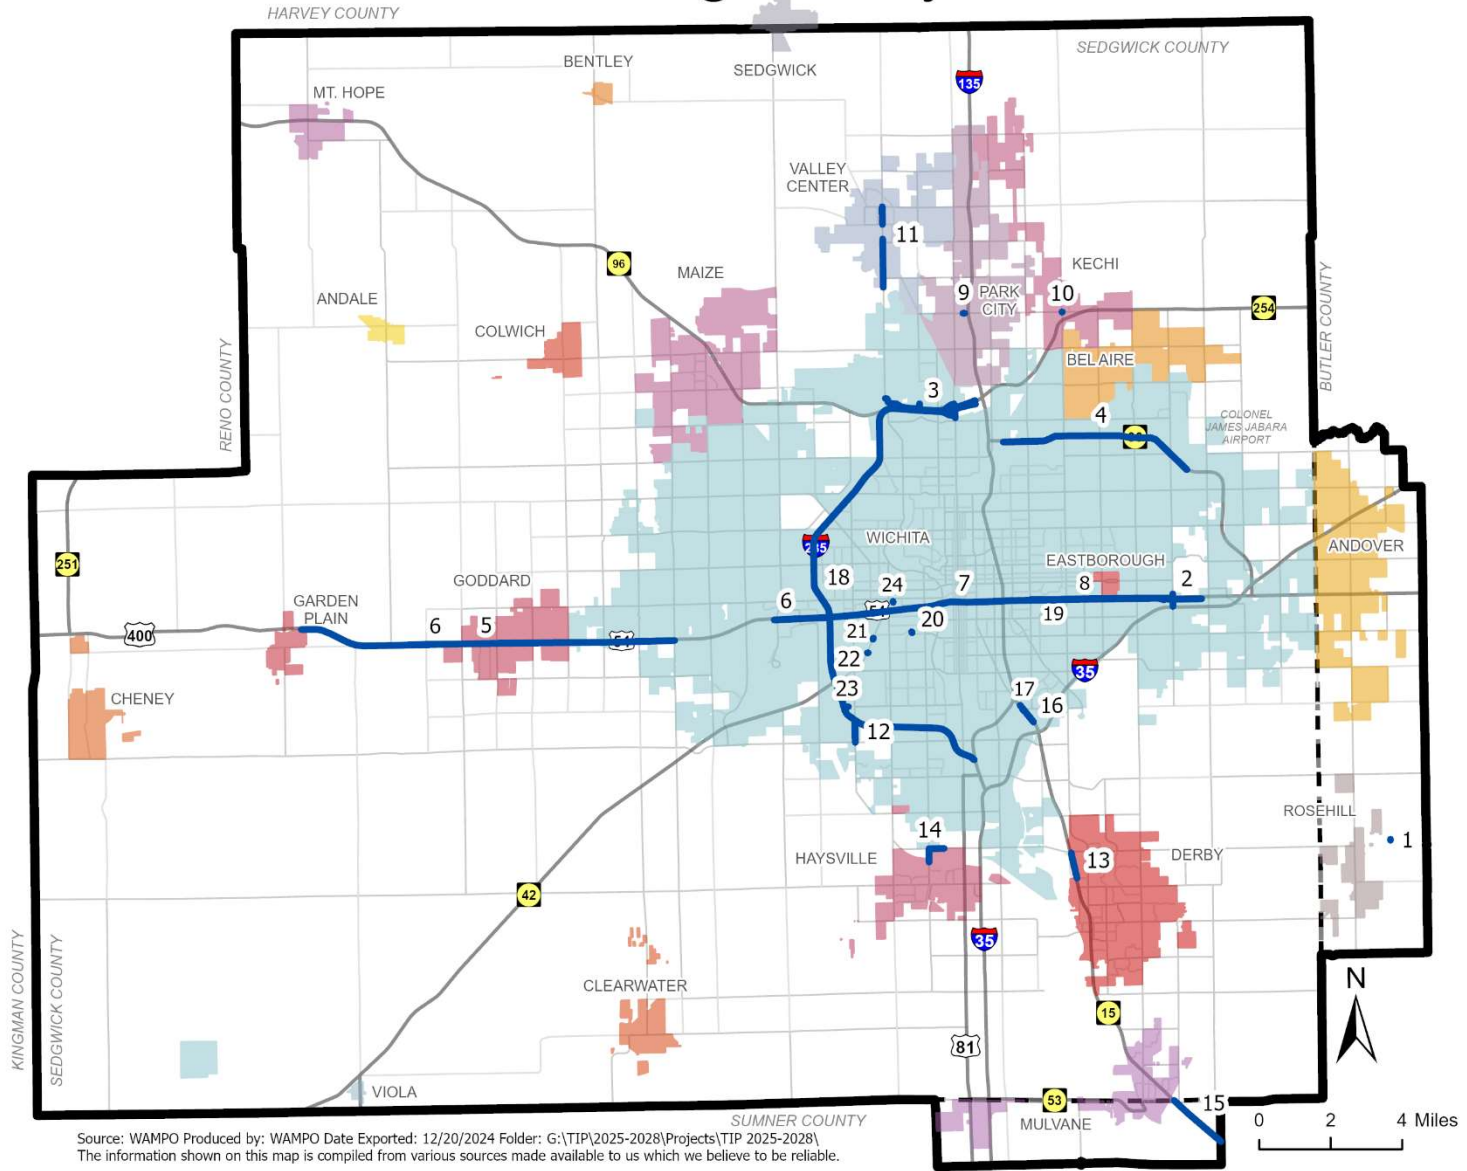 HARVEY COUNTY
SEDGWICK COUNTY
BENTLEY
SEDGWICK
135
MT. HOPE
VALLEY
CENTER
11
96
MAIZE
KECHI
ANDALE
9
PARK
CITY
10
254
COLWICH
BEL AIRE
BUTLER COUNTY
RENO COUNTY
3
4
COLONEL
JAMES JABARA
AIRPORT
WICHITA
ANDOVER
251
EASTBOROUGH
GODDARD
18
24
7
8
2
GARDEN
PLAIN
6
54
19
6
5
400
54
21
20
22
35
CHENEY
23
17
16
12
ROSEHILL
1
14
HAYSVILLE
13
DERBY
42
35
KINGMAN COUNTY
SEDGWICK COUNTY
CLEARWATER
N
15
81
VIOLA
53
15
SUMNER COUNTY
MULVANE
0 2 4 Miles
Source: WAMPO Produced by: WAMPO Date Exported: 12/20/2024 Folder: G:\TIP\2025-2028\Projects\TIP 2025-2028\
The information shown on this map is compiled from various sources made available to us which we believe to be reliable.